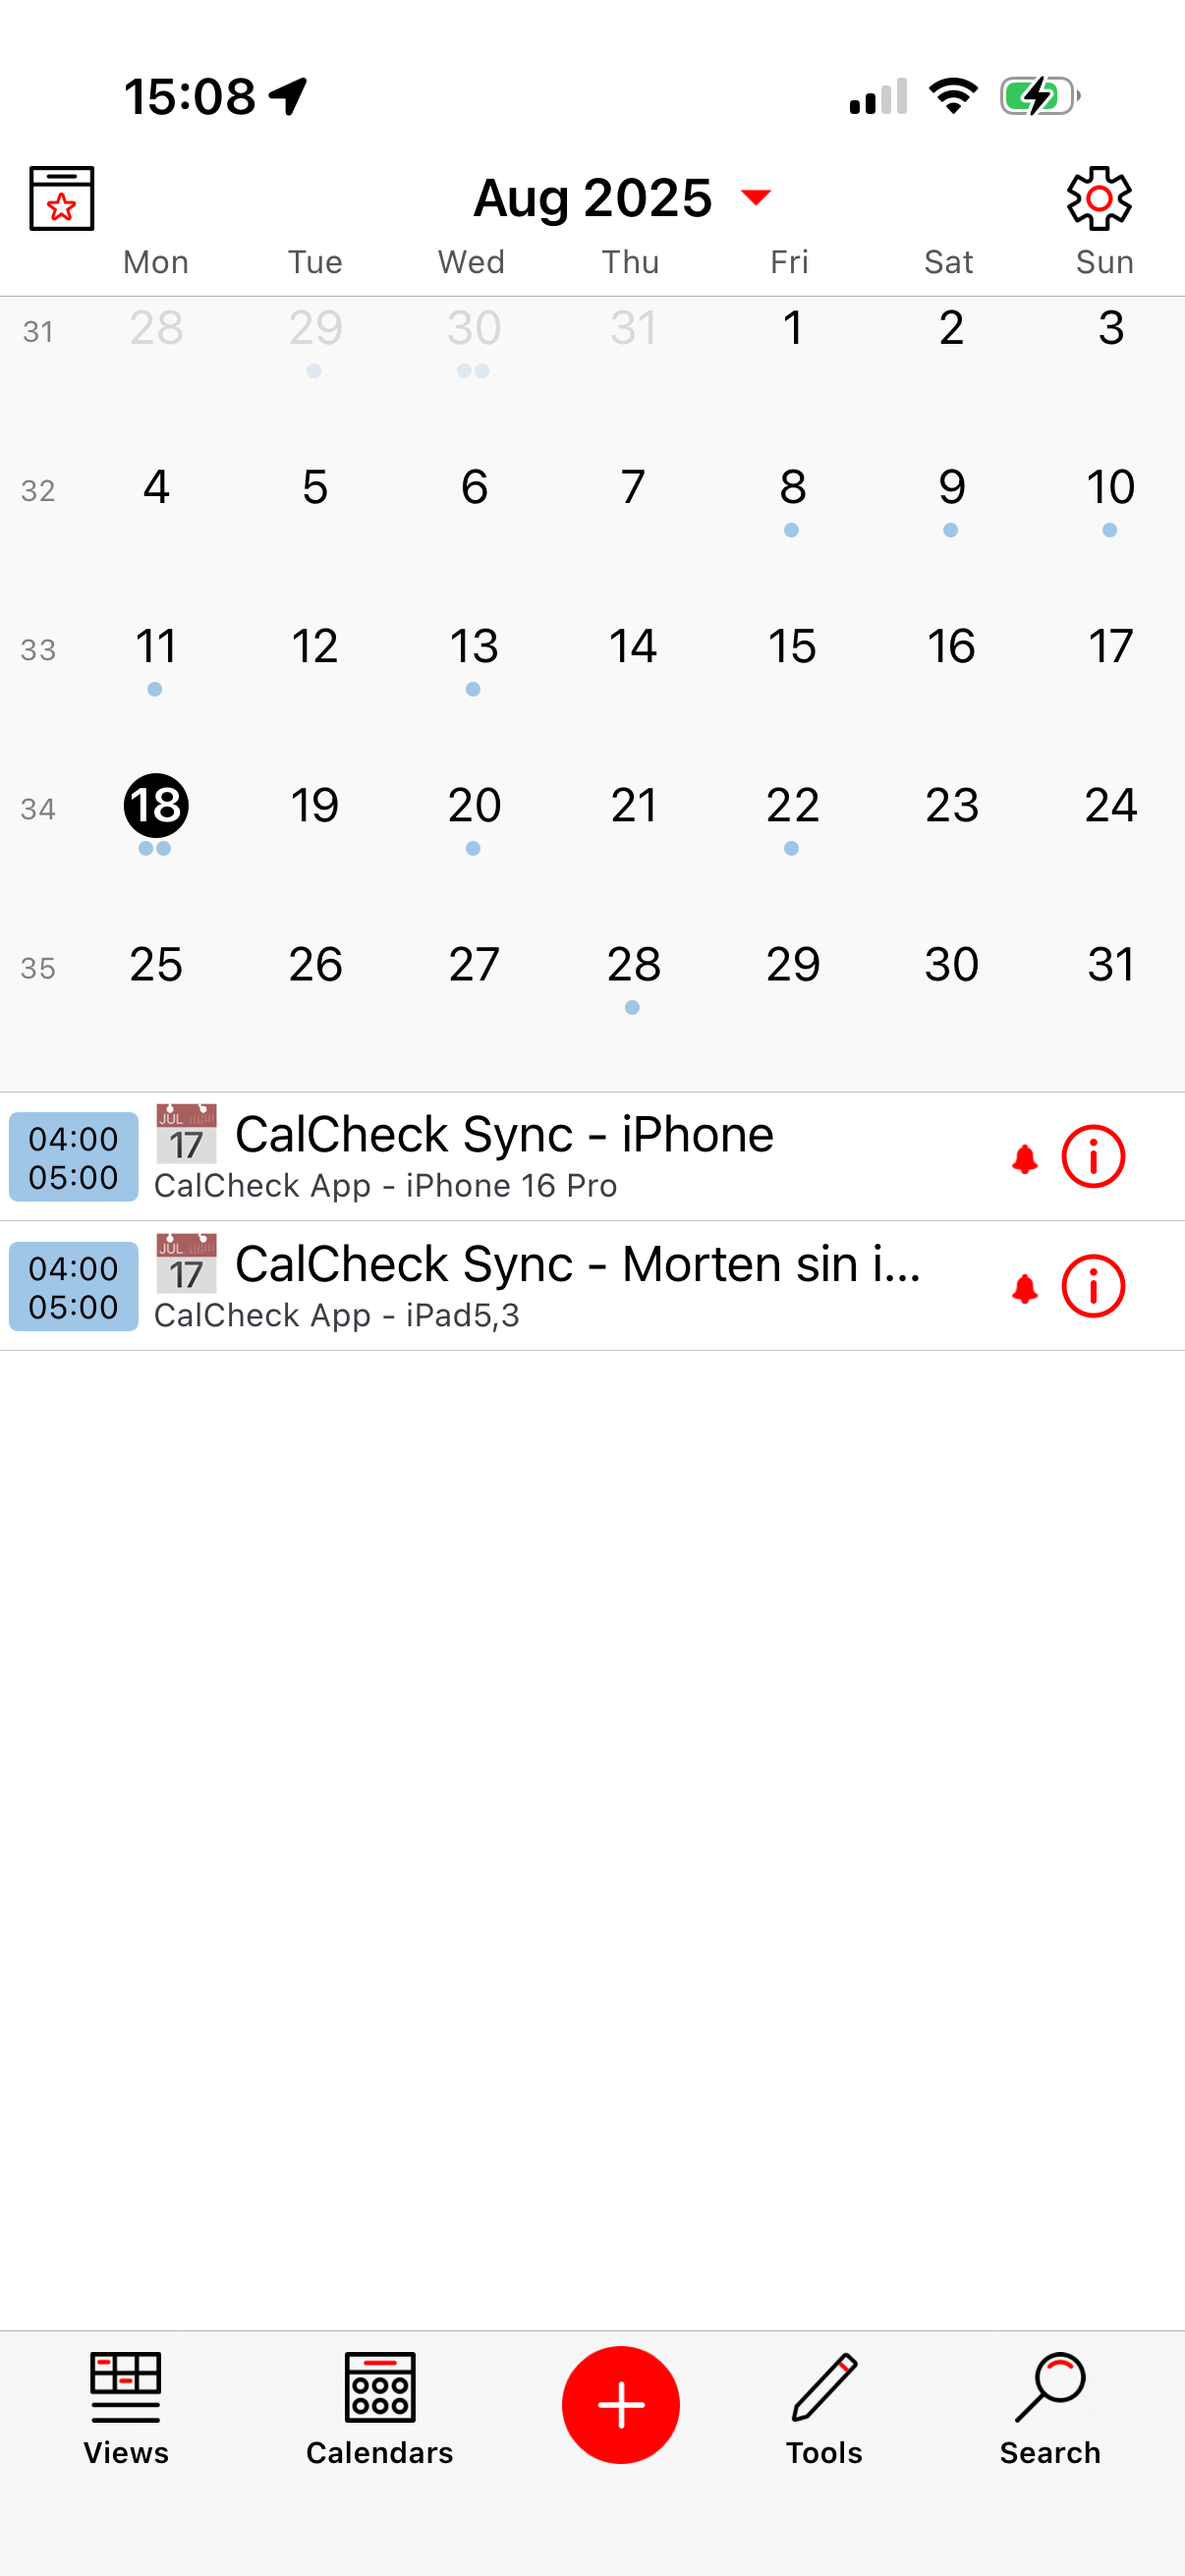 15:08
Aug 2025
Mon Tue Wed Thu Fri Sat Sun
31 28 29 30 31 1 2 3
32 4 5 6 7 8 9 10
33 11 12 13 14 15 16 17
34 18 19 20 21 22 23 24
35 25 26 27 28 29 30 31
04:00
05:00
JUL
17
CalCheck Sync - iPhone
CalCheck App - iPhone 16 Pro
04:00
05:00
JUL
17
CalCheck Sync - Morten sin i...
CalCheck App - iPad5,3
Views Calendars Tools Search